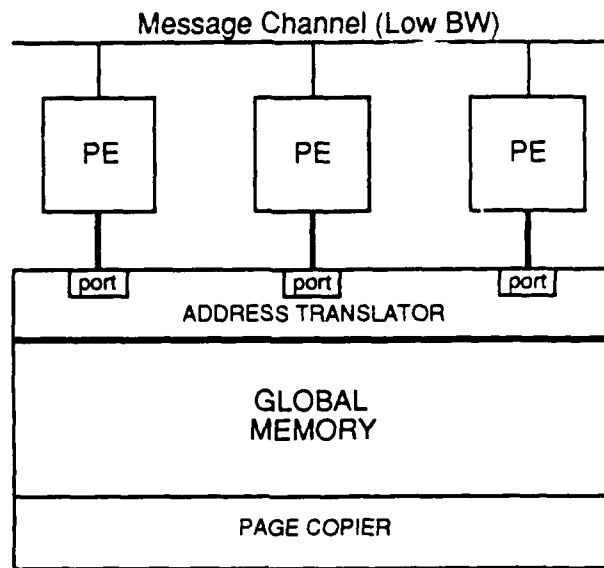 Message Channel (Low BW)
PE PE PE
port port port
ADDRESS TRANSLATOR
GLOBAL
MEMORY
PAGE COPIER